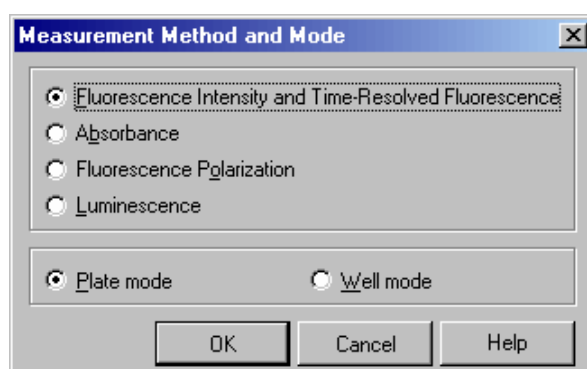 Measurement Method and Mode
Fluorescence Intensity and Time-Resolved Fluorescence
Absorbance
Fluorescence Polarization
Luminescence
Plate mode Well mode
OK Cancel Help